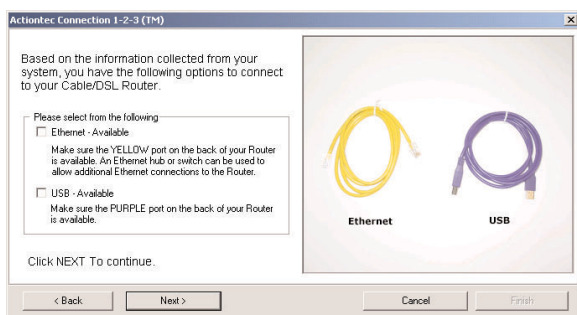 Actiontec Connection 1-2-3 (TM)
Based on the information collected from your
system, you have the following options to connect
to your Cable/DSL Router.
Please select from the following
Ethernet - Available
Make sure the YELLOW port on the back of your Router
is available. An Ethernet hub or switch can be used to
allow additional Ethernet connections to the Router.
USB - Available
Make sure the PURPLE port on the back of your Router
is available.
Ethernet
USB
Click NEXT To continue.
< Back
Next >
Cancel
Finish